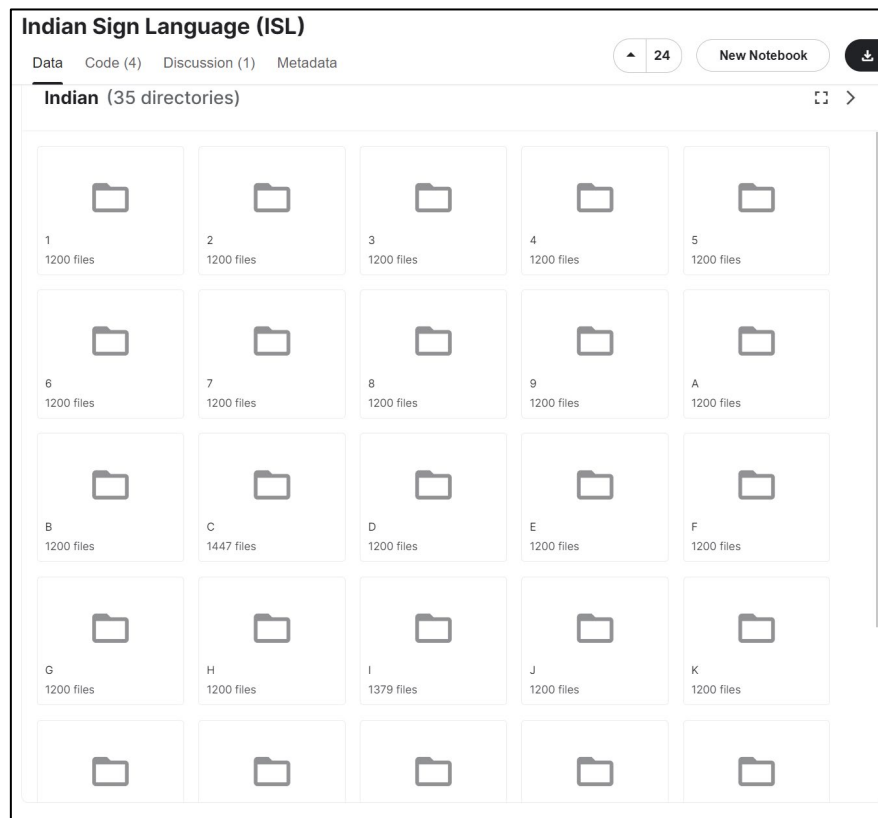 Indian Sign Language (ISL)
Data Code (4) Discussion (1) Metadata
24 New Notebook
Indian (35 directories)
1 2 3 4 5
1200 files 1200 files 1200 files 1200 files 1200 files
6 7 8 9 A
1200 files 1200 files 1200 files 1200 files 1200 files
B C D E F
1200 files 1447 files 1200 files 1200 files 1200 files
G H I J K
1200 files 1200 files 1379 files 1200 files 1200 files